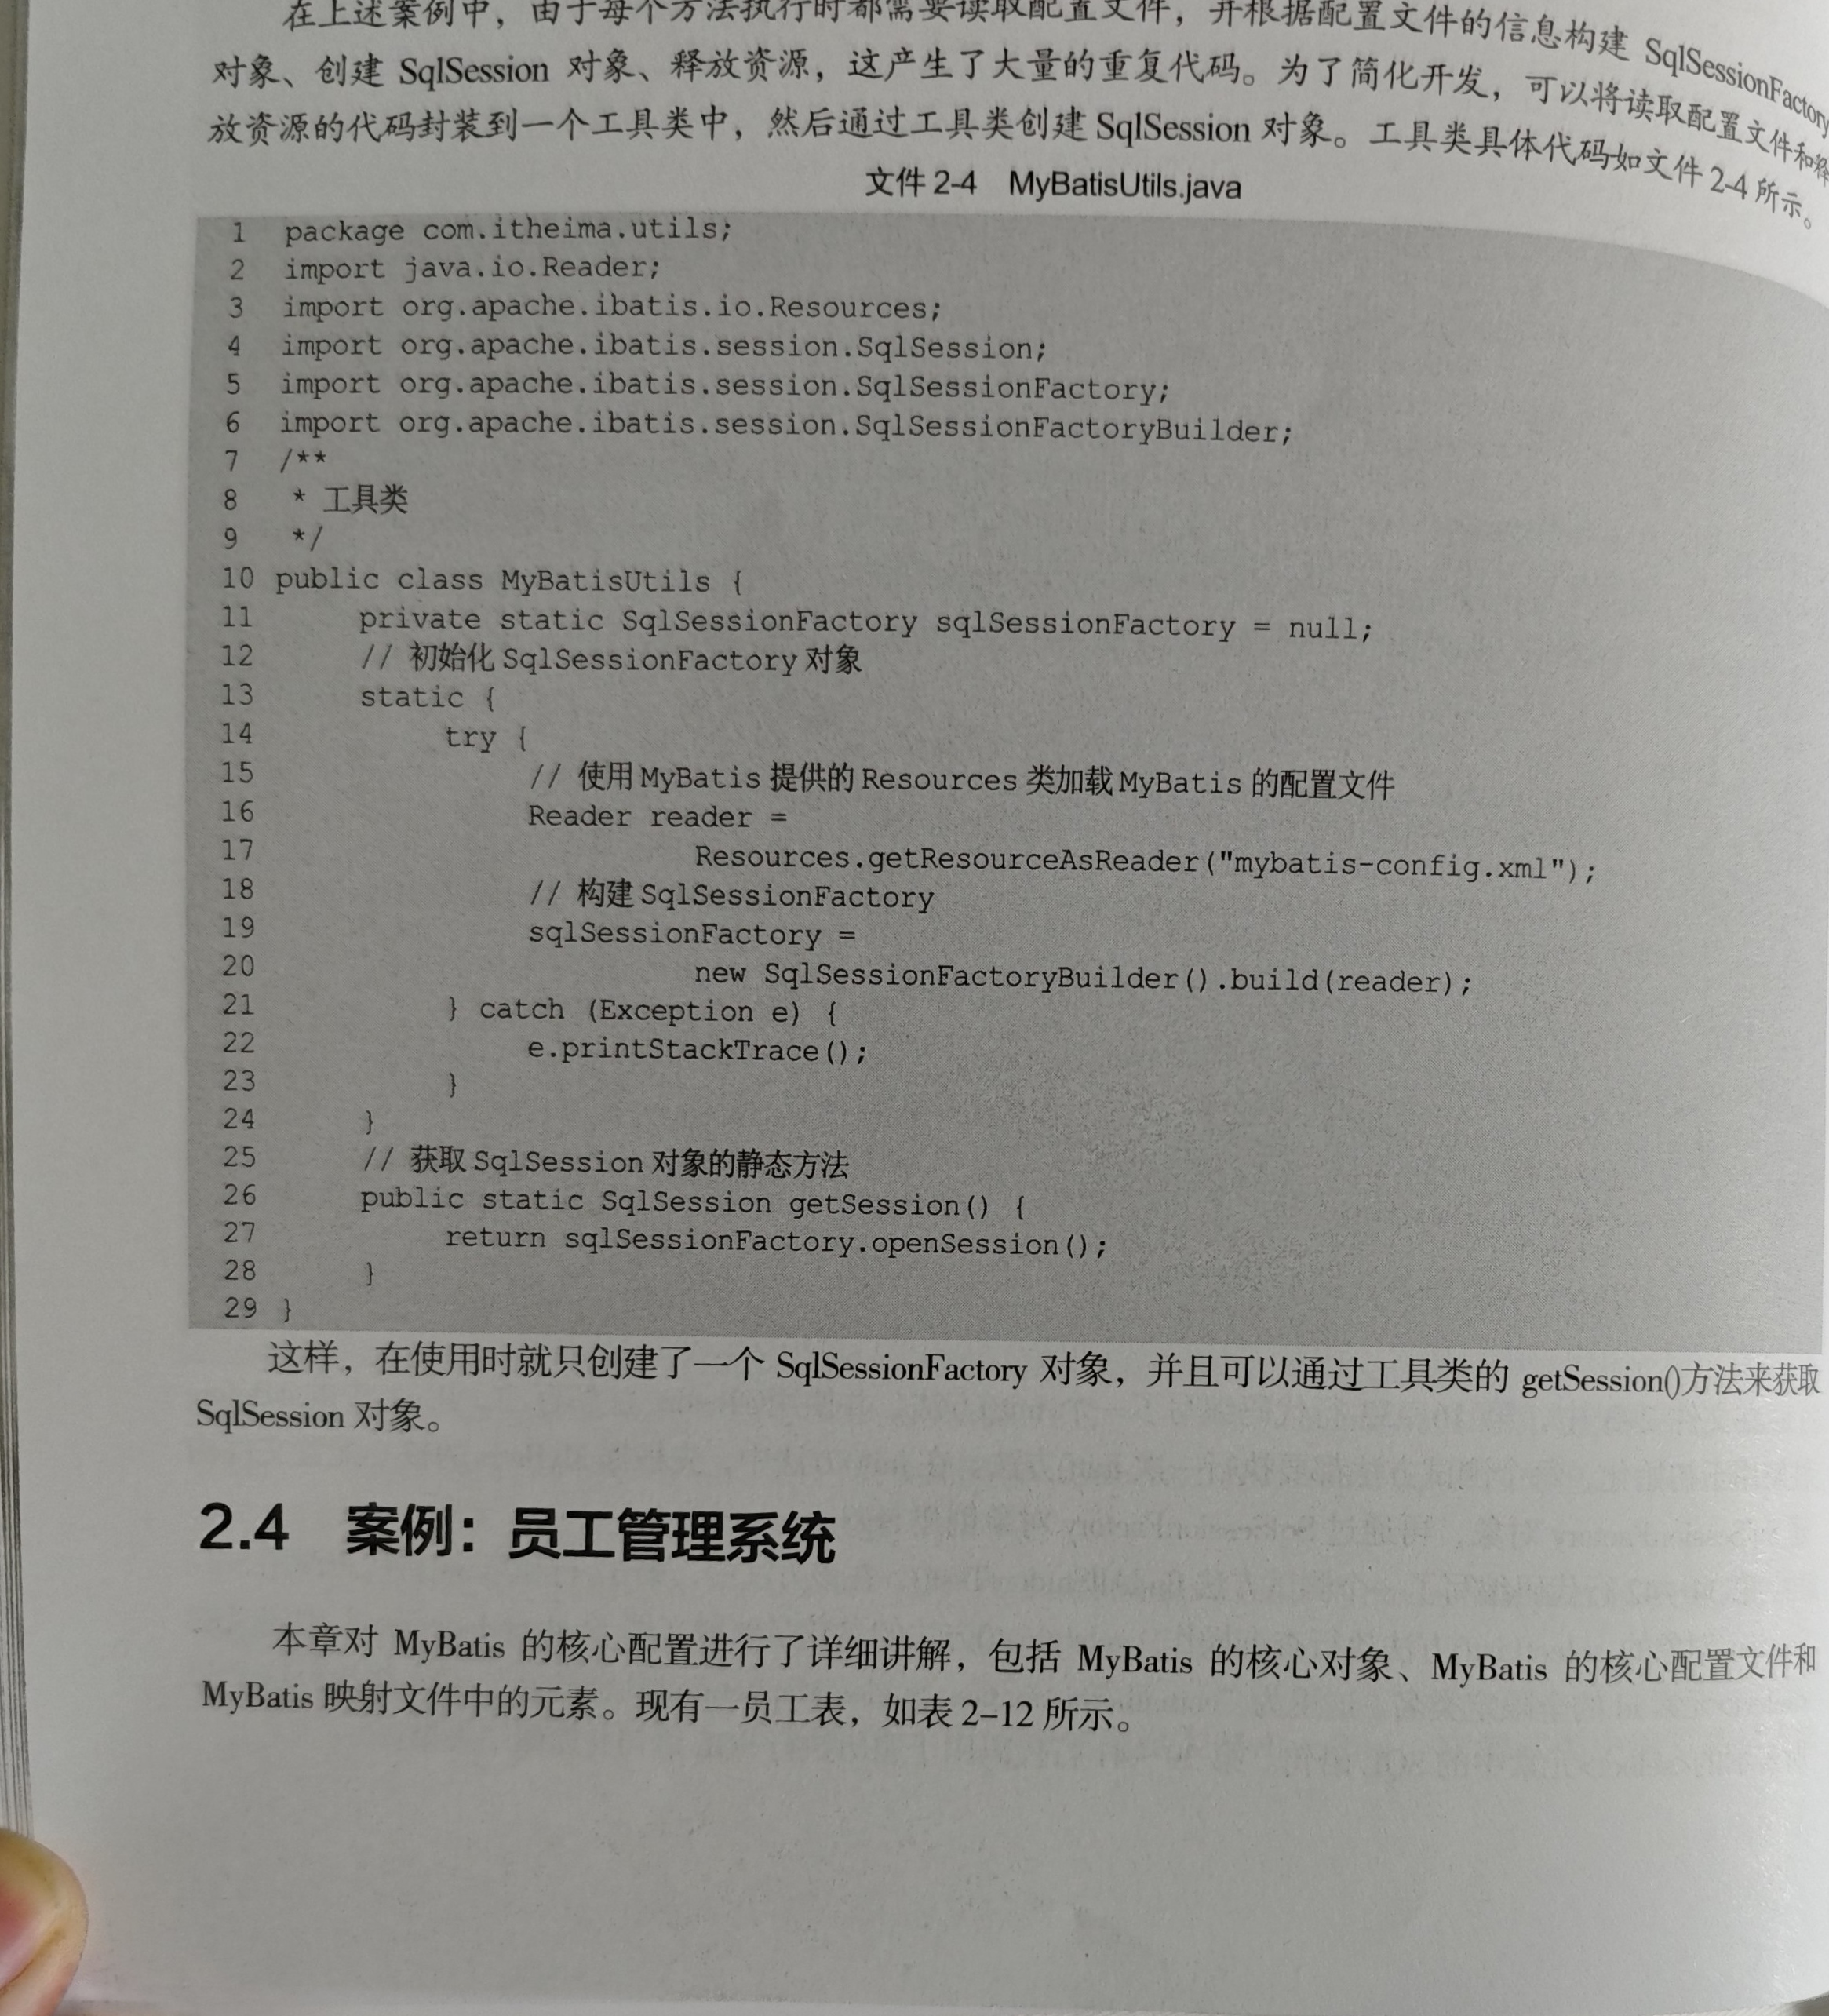 在上述案例中，由于每个方法执行时都需要读取配置文件，并根据配置文件的信息构建 SqlSessionFactory
对象、创建 SqlSession 对象、释放资源，这产生了大量的重复代码。为了简化开发，可以将读取配置文件和释
放资源的代码封装到一个工具类中，然后通过工具类创建 SqlSession 对象。工具类具体代码如文件 2-4 所示。
文件 2-4 MyBatisUtils.java
1 package com.itheima.utils;
2 import java.io.Reader;
3 import org.apache.ibatis.io.Resources;
4 import org.apache.ibatis.session.SqlSession;
5 import org.apache.ibatis.session.SqlSessionFactory;
6 import org.apache.ibatis.session.SqlSessionFactoryBuilder;
7 /**
8 * 工具类
9 */
10 public class MyBatisUtils {
11 private static SqlSessionFactory sqlSessionFactory = null;
12 // 初始化 SqlSessionFactory 对象
13 static {
14 try {
15 // 使用 MyBatis 提供的 Resources 类加载 MyBatis 的配置文件
16 Reader reader =
17 Resources.getResourceAsReader("mybatis-config.xml");
18 // 构建 SqlSessionFactory
19 sqlSessionFactory =
20 new SqlSessionFactoryBuilder().build(reader);
21 } catch (Exception e) {
22 e.printStackTrace();
23 }
24 }
25 // 获取 SqlSession 对象的静态方法
26 public static SqlSession getSession() {
27 return sqlSessionFactory.openSession();
28 }
29 }
这样，在使用时就只创建了一个 SqlSessionFactory 对象，并且可以通过工具类的 getSession()方法来获取
SqlSession 对象。
2.4 案例：员工管理系统
本章对 MyBatis 的核心配置进行了详细讲解，包括 MyBatis 的核心对象、MyBatis 的核心配置文件和
MyBatis 映射文件中的元素。现有一员工表，如表 2–12 所示。